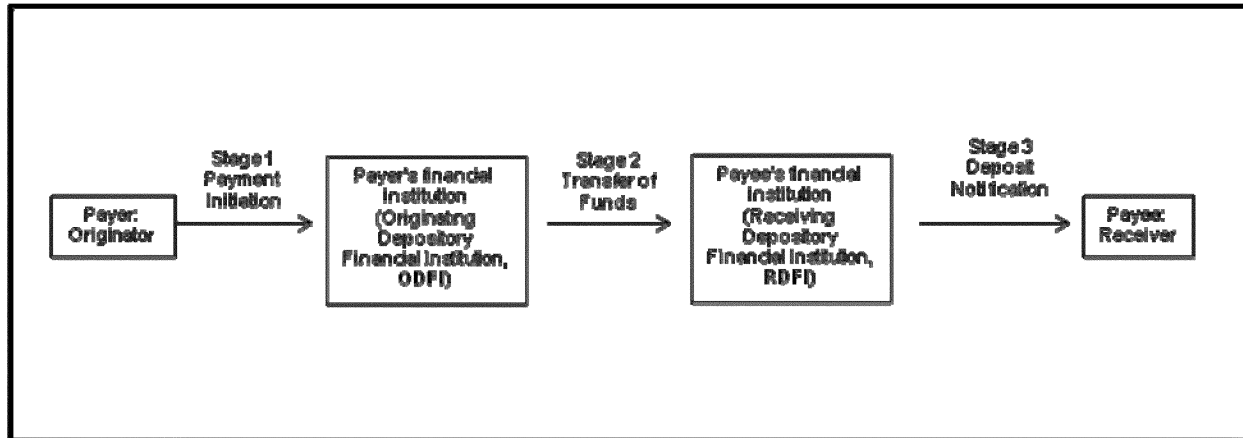 Payer:
Originator
Stage 1
Payment
Initiation
Payer's financial
institution
(Originating
Depository
Financial Institution,
ODFI)
Stage 2
Transfer of
Funds
Payee's financial
institution
(Receiving
Depository
Financial Institution,
RDFI)
Stage 3
Deposit
Notification
Payee:
Receiver